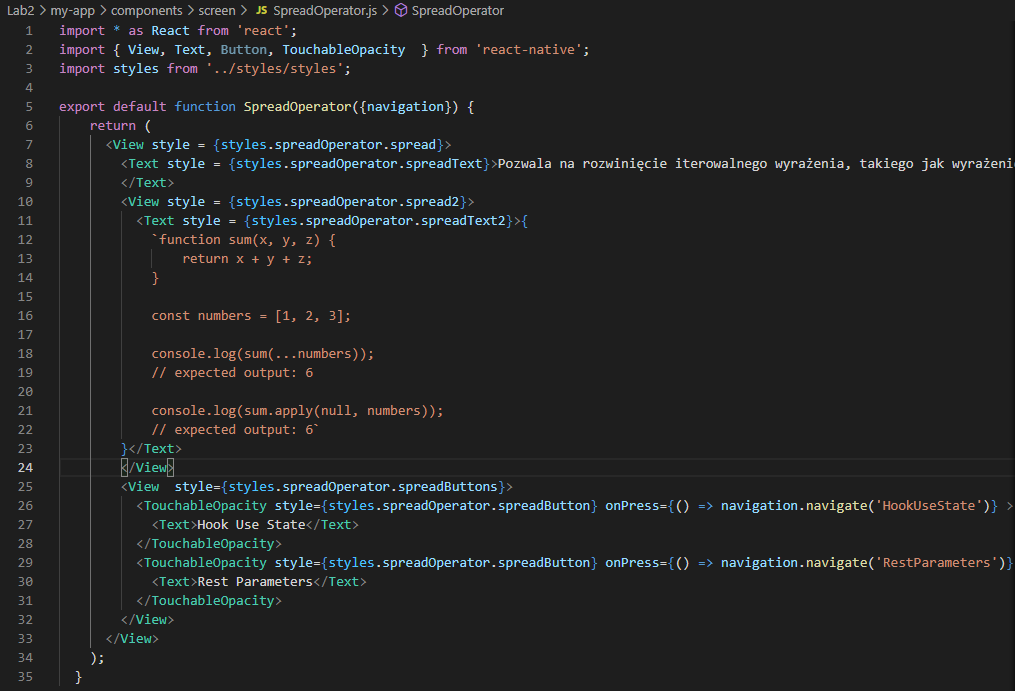 Lab2 > my-app > components > screen > JS SpreadOperator.js > SpreadOperator
1 import * as React from 'react';
2 import { View, Text, Button, TouchableOpacity  } from 'react-native';
3 import styles from '../styles/styles';
4
5 export default function SpreadOperator({navigation}) {
6     return (
7       <View style = {styles.spreadOperator.spread}>
8         <Text style = {styles.spreadOperator.spreadText}>Pozwala na rozwinięcie iterowalnego wyrażenia, takiego jak wyrażeni
9         </Text>
10         <View style = {styles.spreadOperator.spread2}>
11           <Text style = {styles.spreadOperator.spreadText2}>{
12             `function sum(x, y, z) {
13                 return x + y + z;
14             }
15
16             const numbers = [1, 2, 3];
17
18             console.log(sum(...numbers));
19             // expected output: 6
20
21             console.log(sum.apply(null, numbers));
22             // expected output: 6`
23         }</Text>
24         </View>
25         <View  style={styles.spreadOperator.spreadButtons}>
26           <TouchableOpacity style={styles.spreadOperator.spreadButton} onPress={() => navigation.navigate('HookUseState')} >
27             <Text>Hook Use State</Text>
28           </TouchableOpacity>
29           <TouchableOpacity style={styles.spreadOperator.spreadButton} onPress={() => navigation.navigate('RestParameters')}
30             <Text>Rest Parameters</Text>
31           </TouchableOpacity>
32         </View>
33       </View>
34     );
35   }